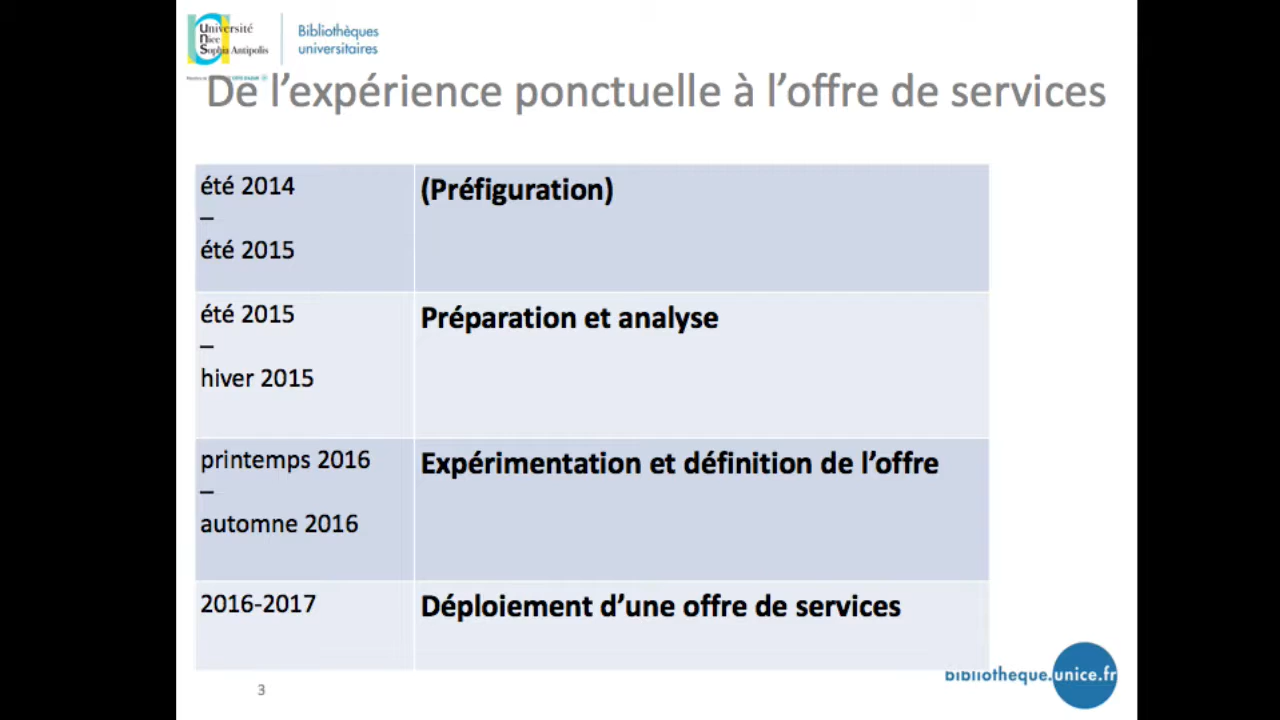 Université
Nice
Sophia Antipolis
Bibliothèques
universitaires
De l’expérience ponctuelle à l’offre de services
été 2014
–
été 2015
(Préfiguration)
été 2015
–
hiver 2015
Préparation et analyse
printemps 2016
–
automne 2016
Expérimentation et définition de l’offre
2016-2017
Déploiement d’une offre de services
3
bibliotheque.unice.fr